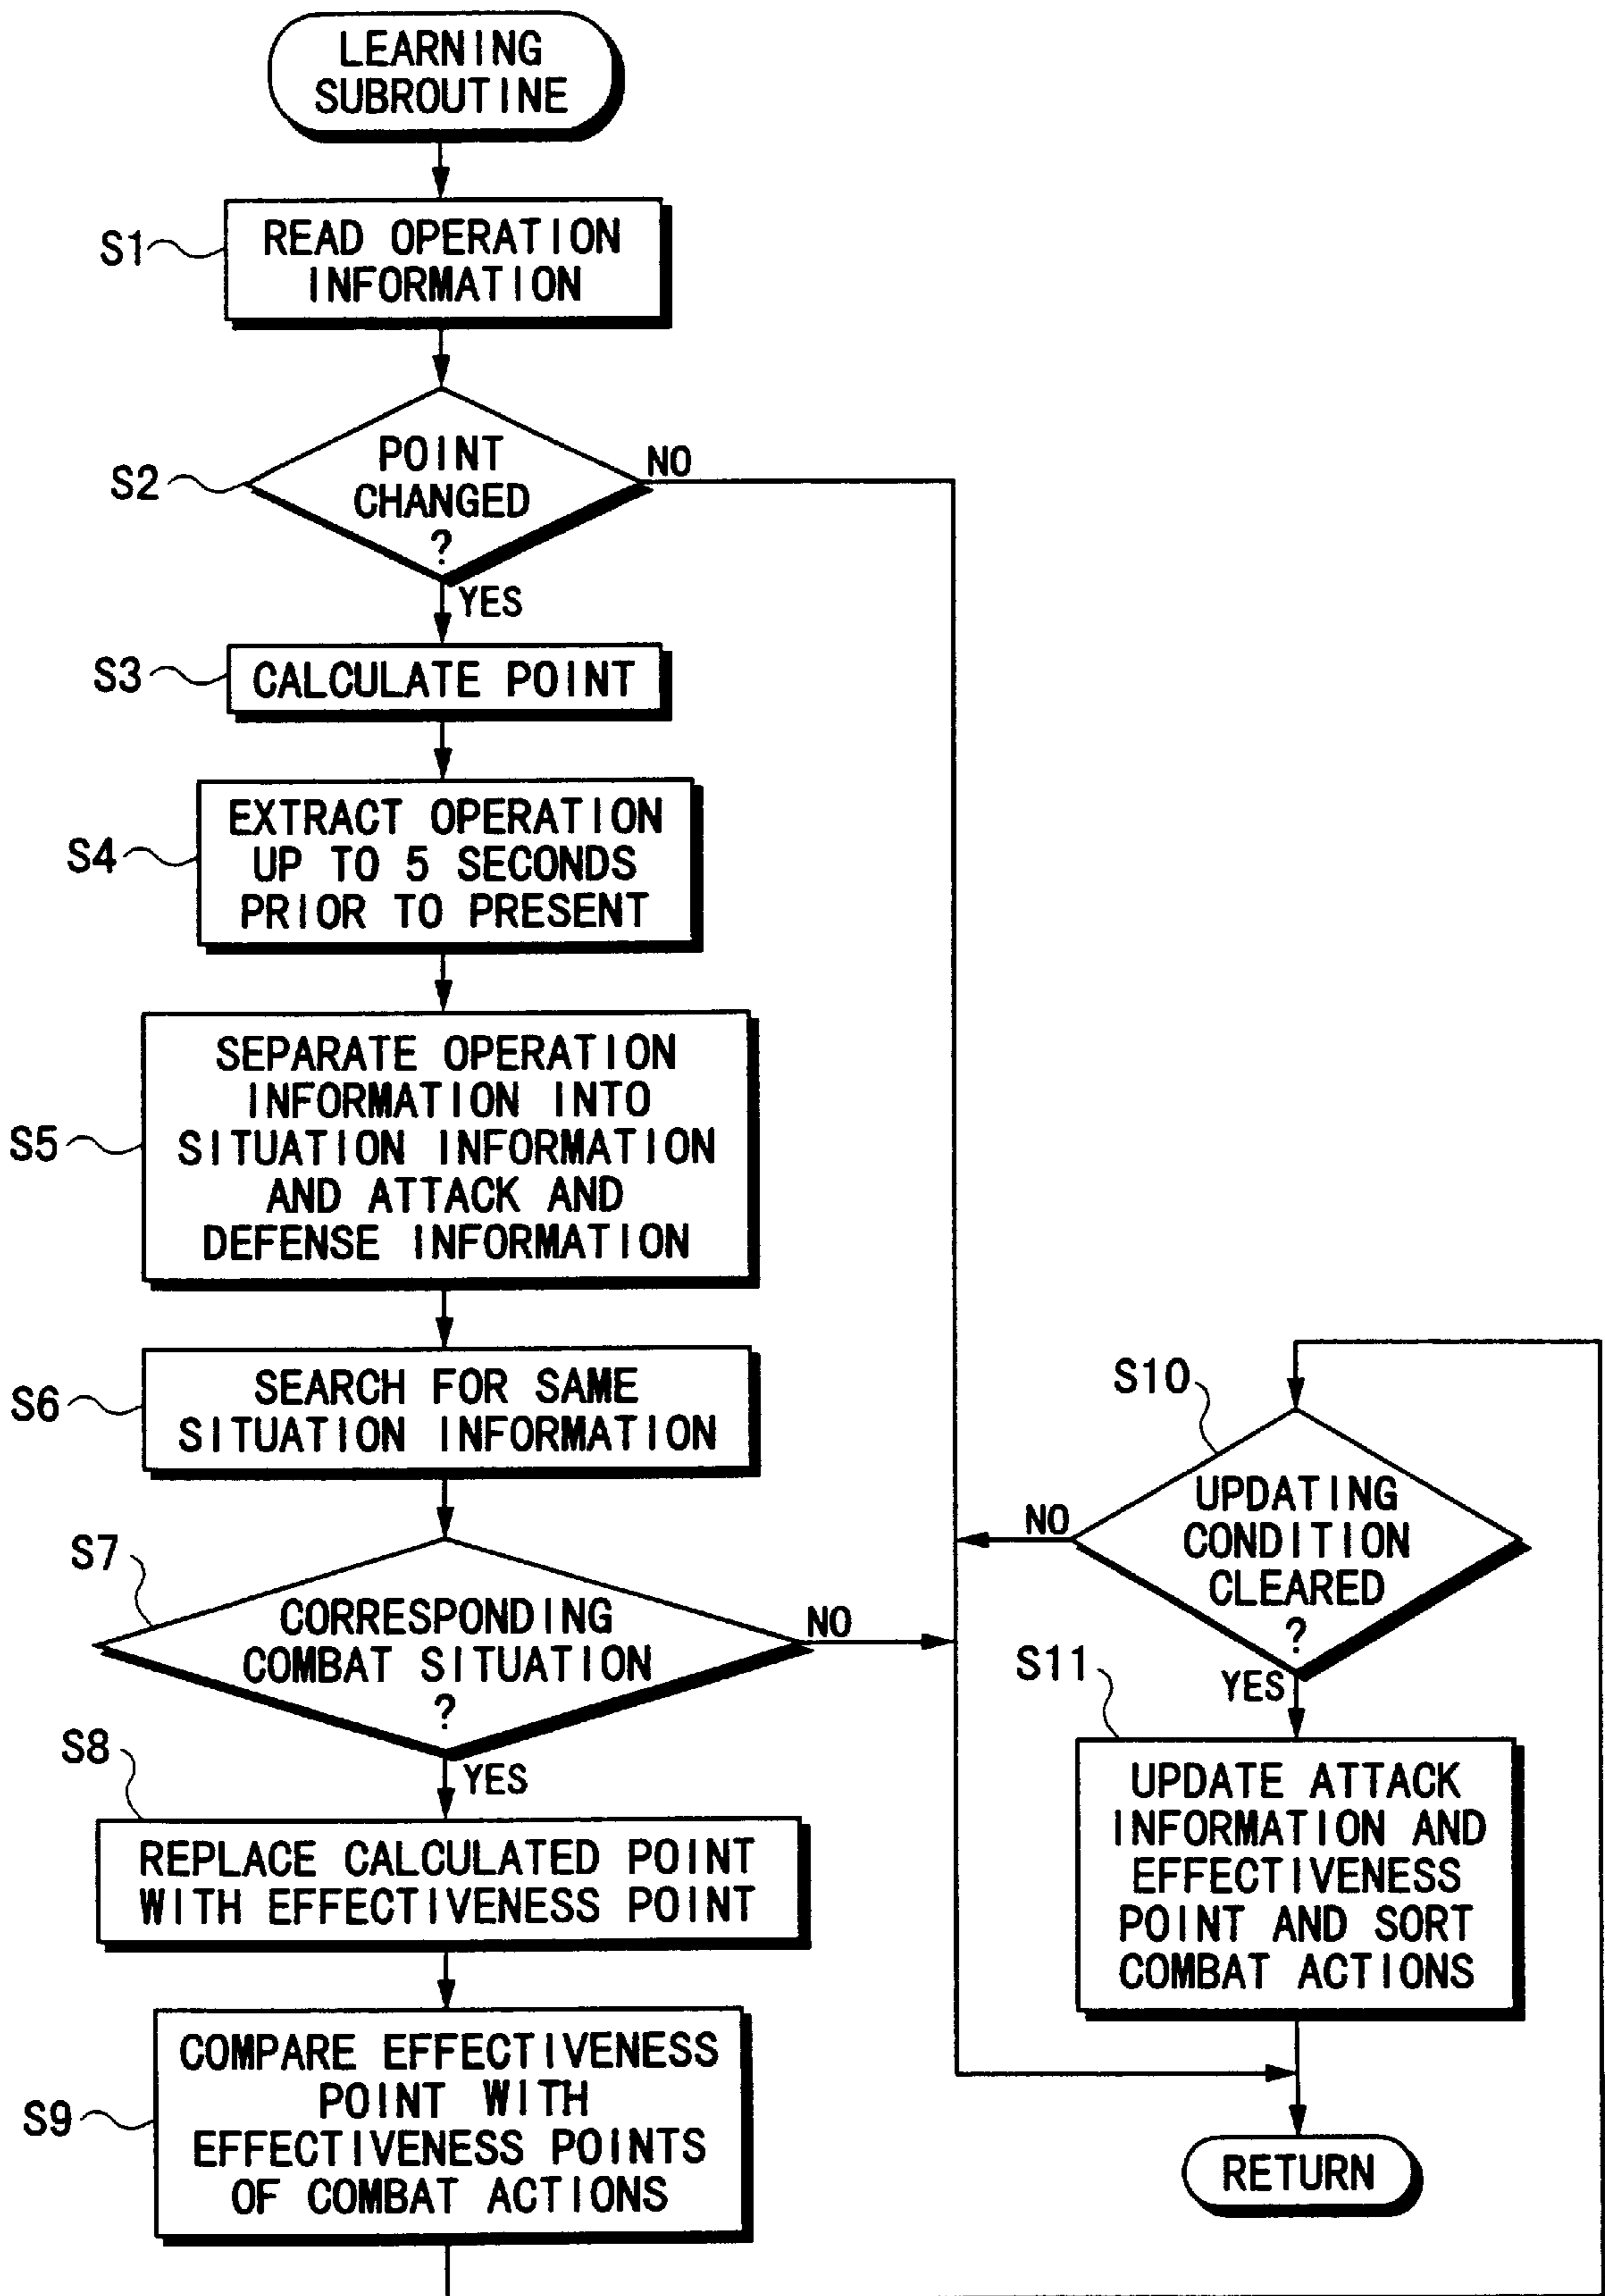 LEARNING
SUBROUTINE
S1
READ OPERATION
INFORMATION
S2
POINT
CHANGED
?
NO
YES
S3
CALCULATE POINT
S4
EXTRACT OPERATION
UP TO 5 SECONDS
PRIOR TO PRESENT
S5
SEPARATE OPERATION
INFORMATION INTO
SITUATION INFORMATION
AND ATTACK AND
DEFENSE INFORMATION
S6
SEARCH FOR SAME
SITUATION INFORMATION
S7
CORRESPONDING
COMBAT SITUATION
?
NO
YES
S8
REPLACE CALCULATED POINT
WITH EFFECTIVENESS POINT
S9
COMPARE EFFECTIVENESS
POINT WITH
EFFECTIVENESS POINTS
OF COMBAT ACTIONS
S10
UPDATING
CONDITION
CLEARED
?
NO
YES
S11
UPDATE ATTACK
INFORMATION AND
EFFECTIVENESS
POINT AND SORT
COMBAT ACTIONS
RETURN